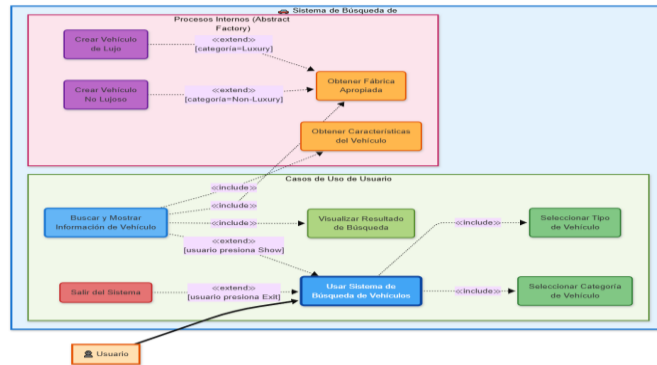 Sistema de Búsqueda de
Procesos Internos (Abstract
Factory)
Crear Vehículo
de Lujo
«extend»
[categoría=Luxury]
Obtener Fábrica
Apropiada
Crear Vehículo
No Lujoso
«extend»
[categoría=Non-Luxury]
Obtener Características
del Vehículo
Casos de Uso de Usuario
«include»
«include»
«include»
Buscar y Mostrar
Información de Vehículo
Visualizar Resultado
de Búsqueda
«include»
Seleccionar Tipo
de Vehículo
«extend»
[usuario presiona Show]
Salir del Sistema
«extend»
[usuario presiona Exit]
Usar Sistema de
Búsqueda de Vehículos
«include»
Seleccionar Categoría
de Vehículo
Usuario